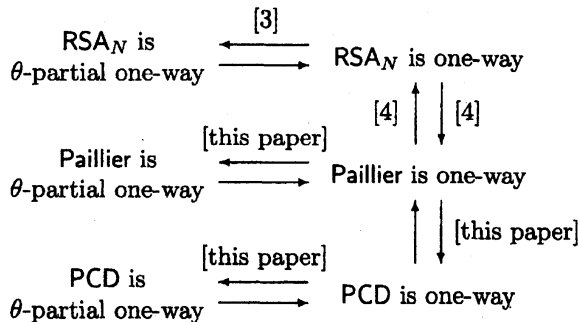 [3]
RSA_N is
θ-partial one-way
RSA_N is one-way
[4] [4]
[this paper]
Paillier is
θ-partial one-way
Paillier is one-way
[this paper]
[this paper]
PCD is
θ-partial one-way
PCD is one-way